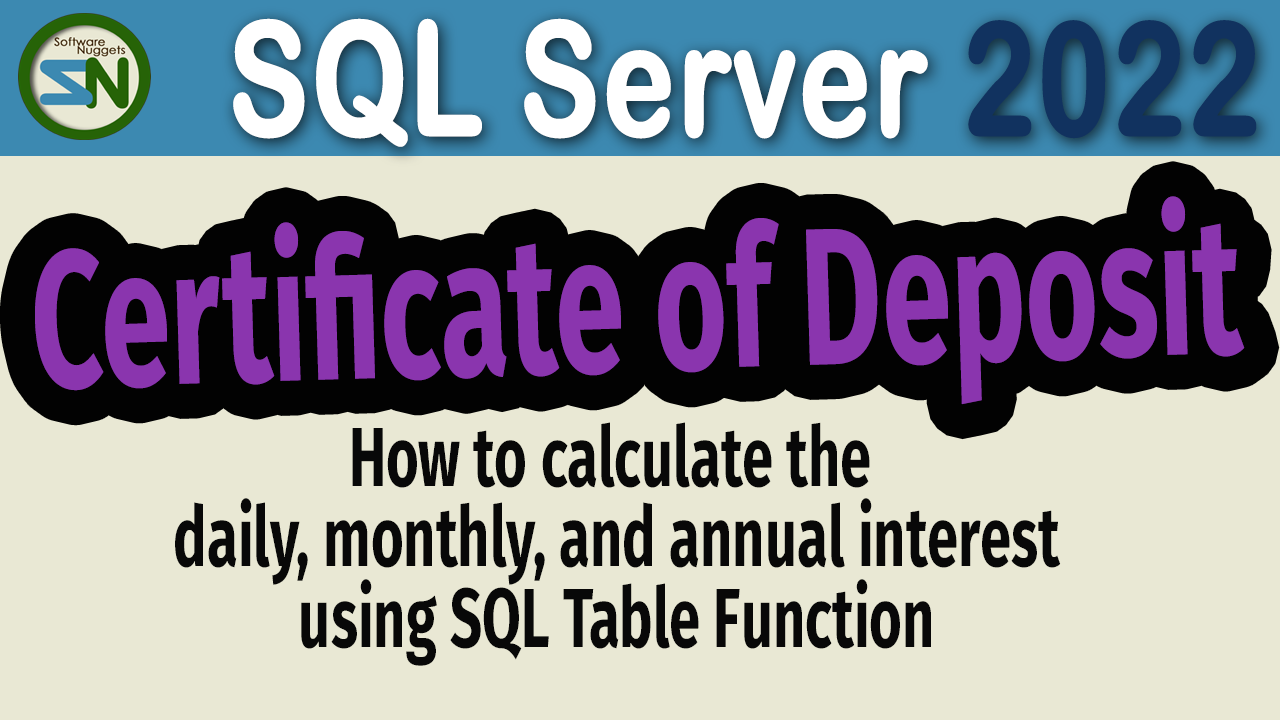 Software
Nuggets
SN
SQL Server 2022
Certificate of Deposit
How to calculate the
daily, monthly, and annual interest
using SQL Table Function